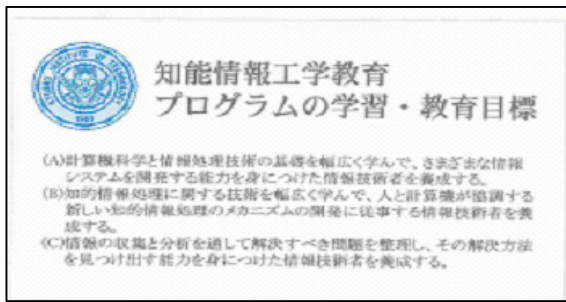 知能情報工学教育
プログラムの学習・教育目標
(A)計算機科学と情報処理技術の基礎を幅広く学んで、さまざまな情報
システムを開発する能力を身につけた情報技術者を養成する。
(B)知的情報処理に関する技術を幅広く学んで、人と計算機が協調する
新しい知的情報処理のメカニズムの開発に従事する情報技術者を養
成する。
(C)情報の収集と分析を通して解決すべき問題を整理し、その解決方法
を見つけ出す能力を身につけた情報技術者を養成する。